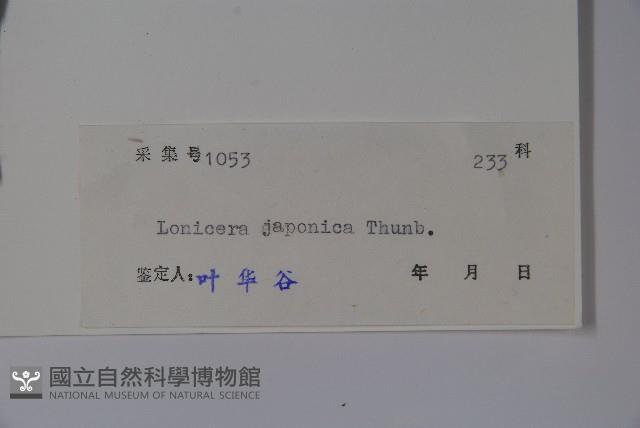 采集号1053 233科
Lonicera japonica Thunb.
鉴定人:叶华谷 年 月 日
國立自然科學博物館
NATIONAL MUSEUM OF NATURAL SCIENCE